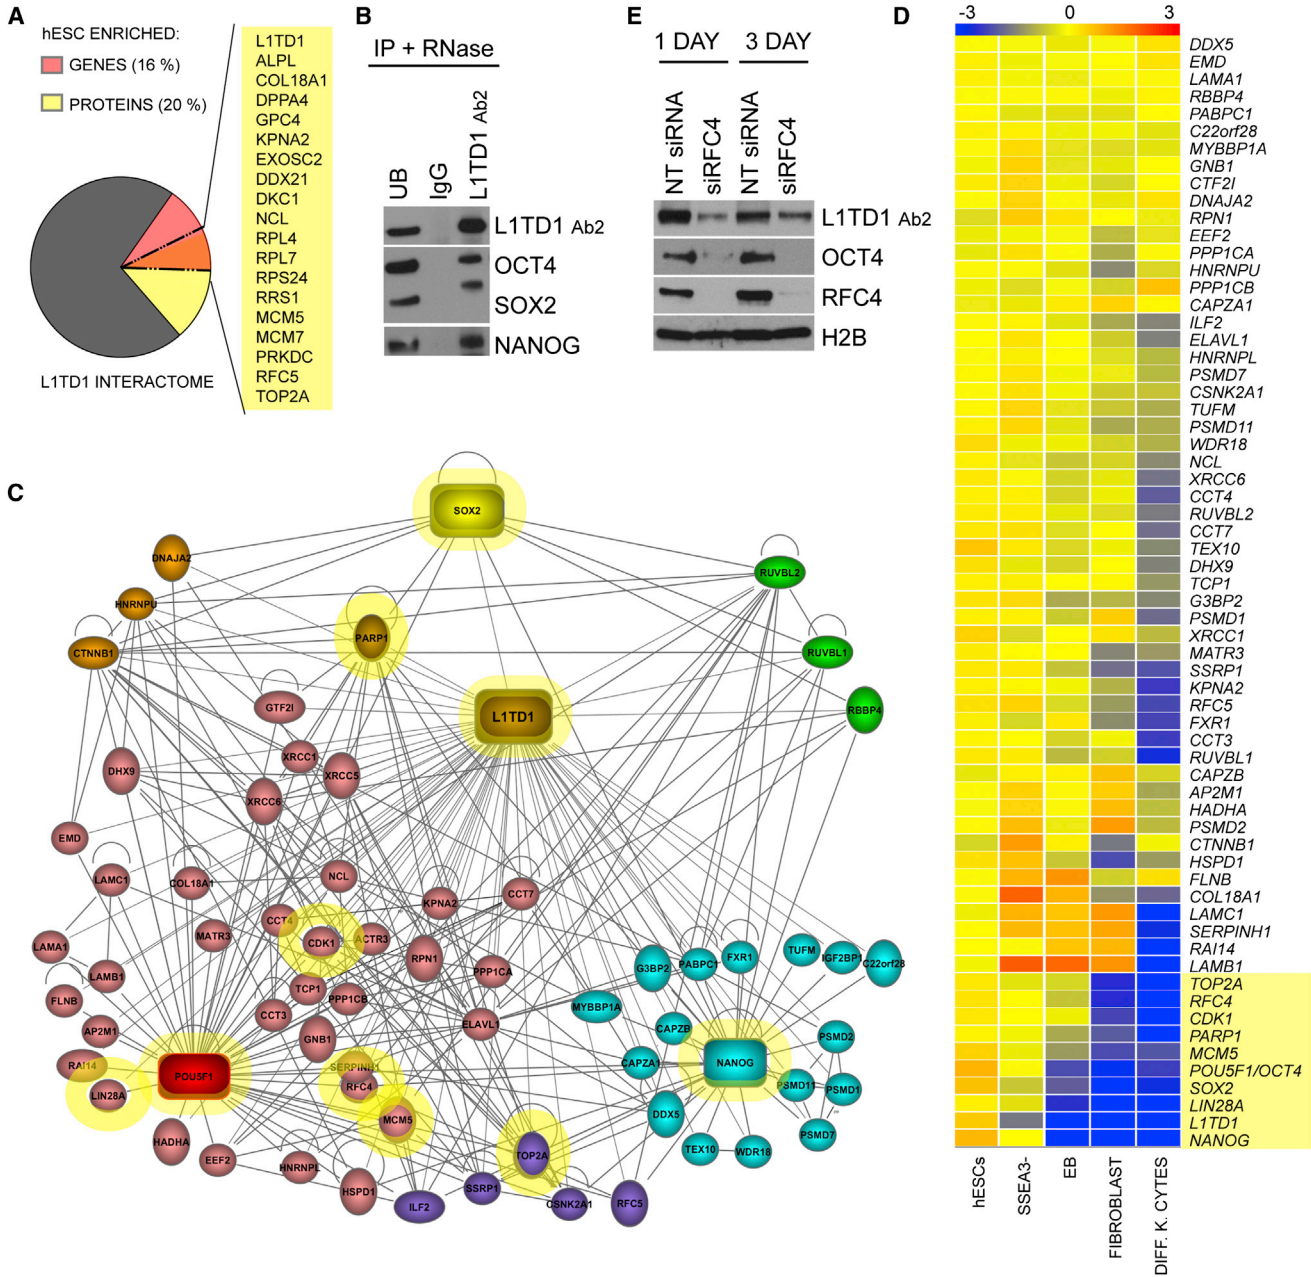 A
hESC ENRICHED:
GENES (16 %)
PROTEINS (20 %)
L1TD1
ALPL
COL18A1
DPPA4
GPC4
KPNA2
EXOSC2
DDX21
DKC1
NCL
RPL4
RPL7
RPS24
RRS1
MCM5
MCM7
PRKDC
RFC5
TOP2A
L1TD1 INTERACTOME
B
IP + RNase
UB
IgG
L1TD1 Ab2
L1TD1 Ab2
OCT4
SOX2
NANOG
E
1 DAY
3 DAY
NT siRNA
siRFC4
NT siRNA
siRFC4
L1TD1 Ab2
OCT4
RFC4
H2B
C
SOX2
DNAJA2
RUVBL2
HNRNPU
PARP1
CTNNB1
RUVBL1
L1TD1
RBBP4
GTF2I
XRCC1
DHX9
XRCC5
XRCC6
EMD
LAMC1
COL18A1
NCL
KPNA2
CCT7
CCT4
MATR3
CDK1
ACTR3
LAMA1
RPN1
LAMB1
PPP1CA
G3BP2
PABPC1
FXR1
TUFM
IGF2BP1
C22orf28
FLNB
TCP1
PPP1CB
MYBBP1A
CCT3
ELAVL1
AP2M1
GNB1
CAPZB
PSMD2
RAI14
POU5F1
SERPINH1
CAPZA1
NANOG
LIN28A
RFC4
PSMD11
PSMD1
MCM5
DDX5
HADHA
PSMD7
EEF2
HNRNPL
TOP2A
TEX10
WDR18
HSPD1
SSRP1
ILF2
CSNK2A1
RFC5
D
-3
0
3
DDX5
EMD
LAMA1
RBBP4
PABPC1
C22orf28
MYBBP1A
GNB1
CTF2I
DNAJA2
RPN1
EEF2
PPP1CA
HNRNPU
PPP1CB
CAPZA1
ILF2
ELAVL1
HNRNPL
PSMD7
CSNK2A1
TUFM
PSMD11
WDR18
NCL
XRCC6
CCT4
RUVBL2
CCT7
TEX10
DHX9
TCP1
G3BP2
PSMD1
XRCC1
MATR3
SSRP1
KPNA2
RFC5
FXR1
CCT3
RUVBL1
CAPZB
AP2M1
HADHA
PSMD2
CTNNB1
HSPD1
FLNB
COL18A1
LAMC1
SERPINH1
RAI14
LAMB1
TOP2A
RFC4
CDK1
PARP1
MCM5
POU5F1/OCT4
SOX2
LIN28A
L1TD1
NANOG
hESCs
SSEA3-
EB
FIBROBLAST
DIFF. K. CYTES